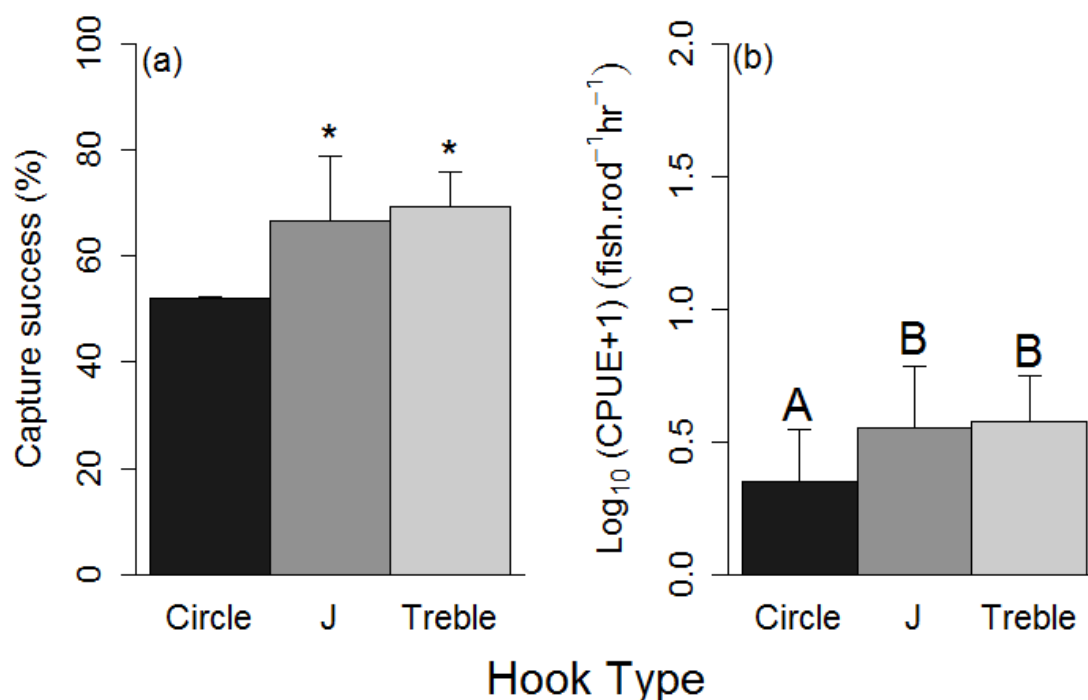 (a)
Capture success (%)
100
80
60
40
20
0
*
*
Circle J Treble
(b)
Log₁₀ (CPUE+1) (fish.rod⁻¹hr⁻¹)
2.0
1.5
1.0
0.5
0.0
A
B
B
Circle J Treble
Hook Type